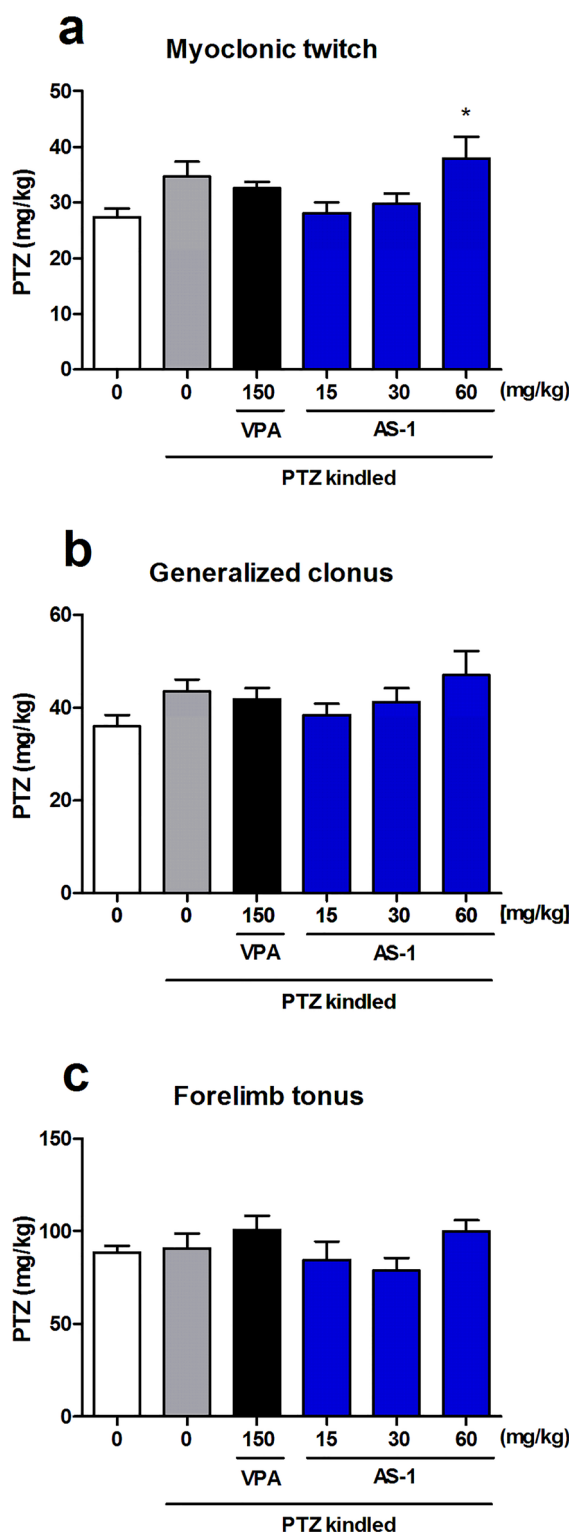 a
Myoclonic twitch
PTZ (mg/kg)
50
40
30
20
10
0
*
0 0 150 15 30 60 (mg/kg)
VPA AS-1
PTZ kindled
b
Generalized clonus
PTZ (mg/kg)
60
40
20
0
0 0 150 15 30 60 [mg/kg]
VPA AS-1
PTZ kindled
c
Forelimb tonus
PTZ (mg/kg)
150
100
50
0
0 0 150 15 30 60 (mg/kg)
VPA AS-1
PTZ kindled